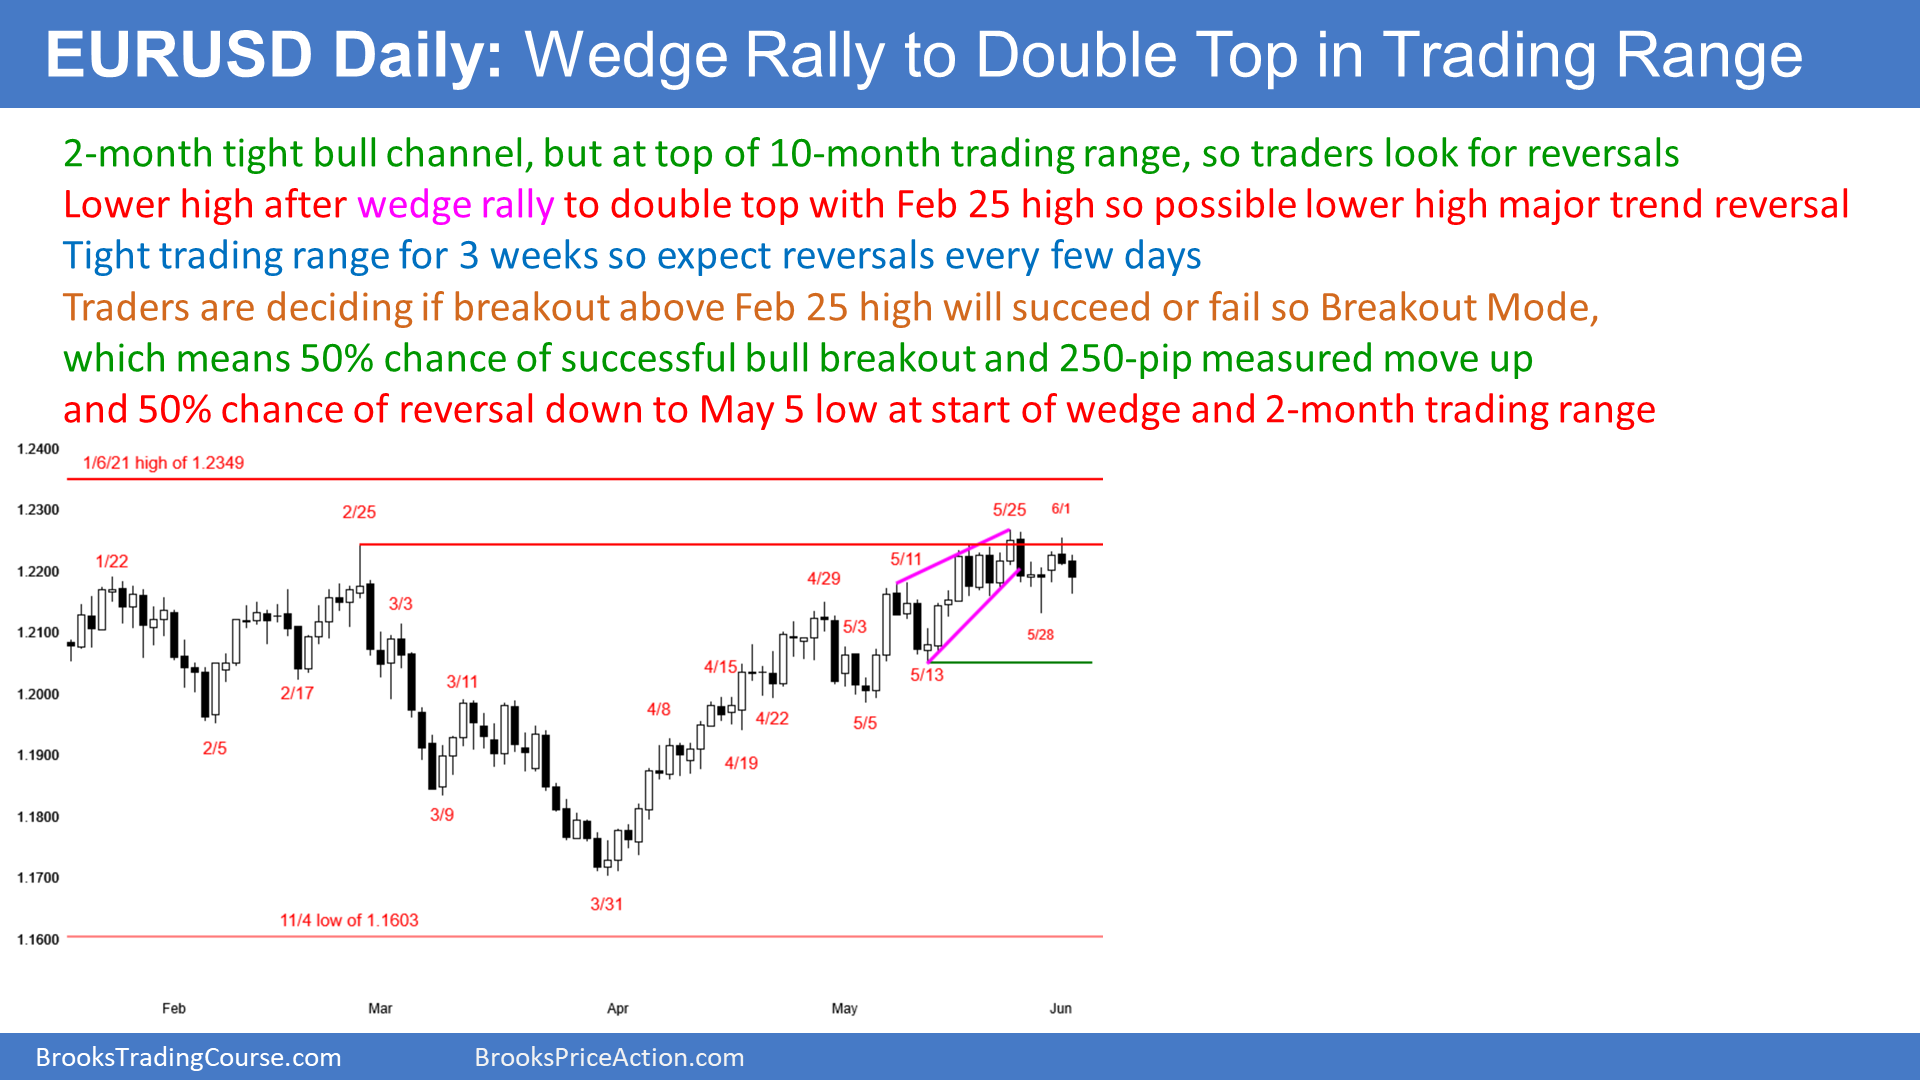 EURUSD Daily: Wedge Rally to Double Top in Trading Range
2-month tight bull channel, but at top of 10-month trading range, so traders look for reversals
Lower high after wedge rally to double top with Feb 25 high so possible lower high major trend reversal
Tight trading range for 3 weeks so expect reversals every few days
Traders are deciding if breakout above Feb 25 high will succeed or fail so Breakout Mode,
which means 50% chance of successful bull breakout and 250-pip measured move up
and 50% chance of reversal down to May 5 low at start of wedge and 2-month trading range
1.2400
1/6/21 high of 1.2349
1.2300
2/25
5/25
6/1
1/22
5/11
1.2200
4/29
3/3
5/3
1.2100
5/28
4/15
5/13
3/11
2/17
1.2000
4/8
4/22
5/5
2/5
1.1900
4/19
3/9
1.1800
1.1700
3/31
11/4 low of 1.1603
1.1600
Feb
Mar
Apr
May
Jun
BrooksTradingCourse.com
BrooksPriceAction.com